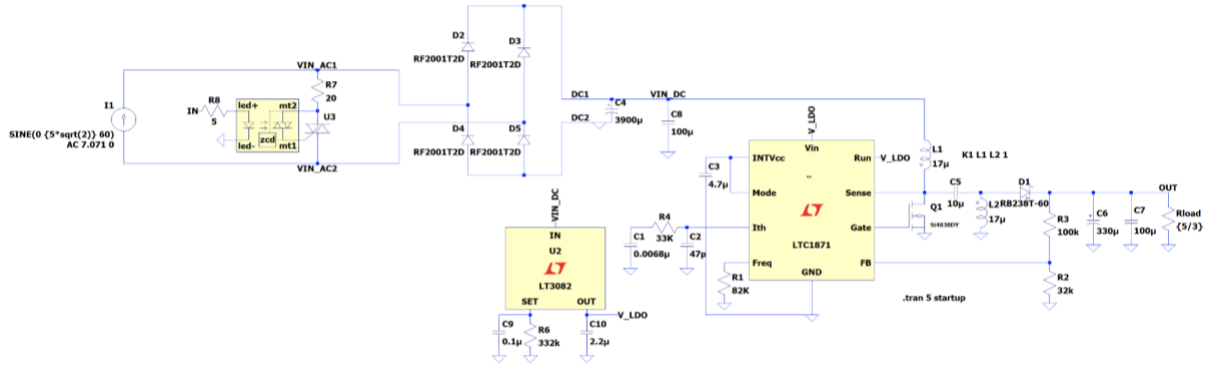 I1
SINE(0 {5*sqrt(2)} 60)
AC 7.071 0
VIN_AC1
R7
20
IN
R8
5
led+
mt2
zcd
led-
mt1
U3
VIN_AC2
D2
RF2001T2D
D3
RF2001T2D
D4
RF2001T2D
D5
RF2001T2D
DC1
VIN_DC
DC2
C4
3900µ
C8
100µ
VIN_DC
IN
U2
LT3082
SET
OUT
C9
0.1µ
R6
332k
C10
2.2µ
V_LDO
C1
0.0068µ
R4
33K
C2
47p
C3
4.7µ
V_LDO
Vin
INTVcc
Run
V_LDO
Mode
Sense
Ith
Gate
LTC1871
Freq
FB
GND
R1
82K
L1
17µ
K1 L1 L2 1
Q1
C5
10µ
L2
17µ
D1
RB238T-60
R3
100k
R2
32k
C6
330µ
C7
100µ
OUT
Rload
{5/3}
.tran 5 startup